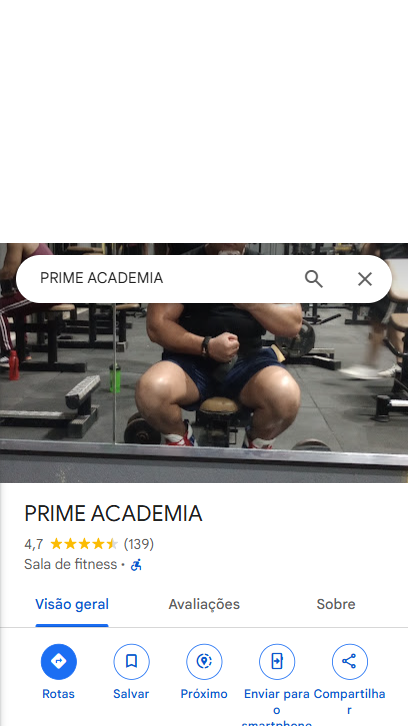 PRIME ACADEMIA
PRIME ACADEMIA
4,7 (139)
Sala de fitness ·
Visão geral
Avaliações
Sobre
Rotas
Salvar
Próximo
Enviar para
o
smartphone
Compartilha
r